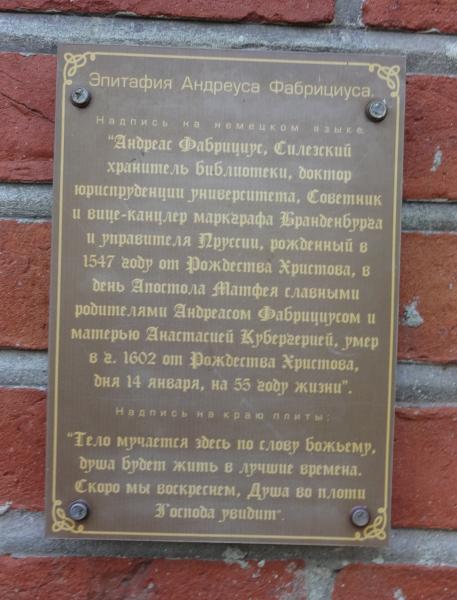 Эпитафия Андреуса Фабрициуса.
Надпись на немецком языке.
"Андреас Фабрициус, Силезский
хранитель библиотеки, доктор
юриспруденции университета, Советник
и вице-канцлер маркграфа Бранденбурга
и управителя Пруссии, рожденный в
1547 году от Рождества Христова, в
день Апостола Матфея славными
родителями Андреасом Фабрициусом и
матерью Анастасией Кубергерией, умер
в г. 1602 от Рождества Христова,
дня 14 января, на 55 году жизни".
Надпись на краю плиты:
"Тело мучается здесь по слову божьему,
душа будет жить в лучшие времена.
Скоро мы воскреснем, Душа во плоти
Господа увидит".